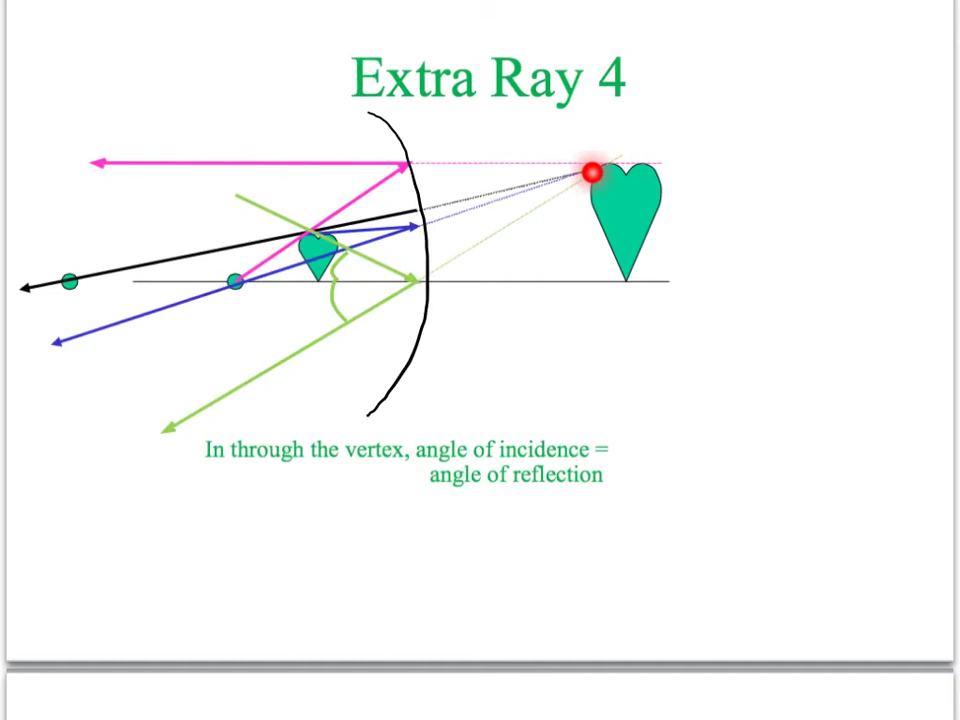 Extra Ray 4
In through the vertex, angle of incidence =
angle of reflection